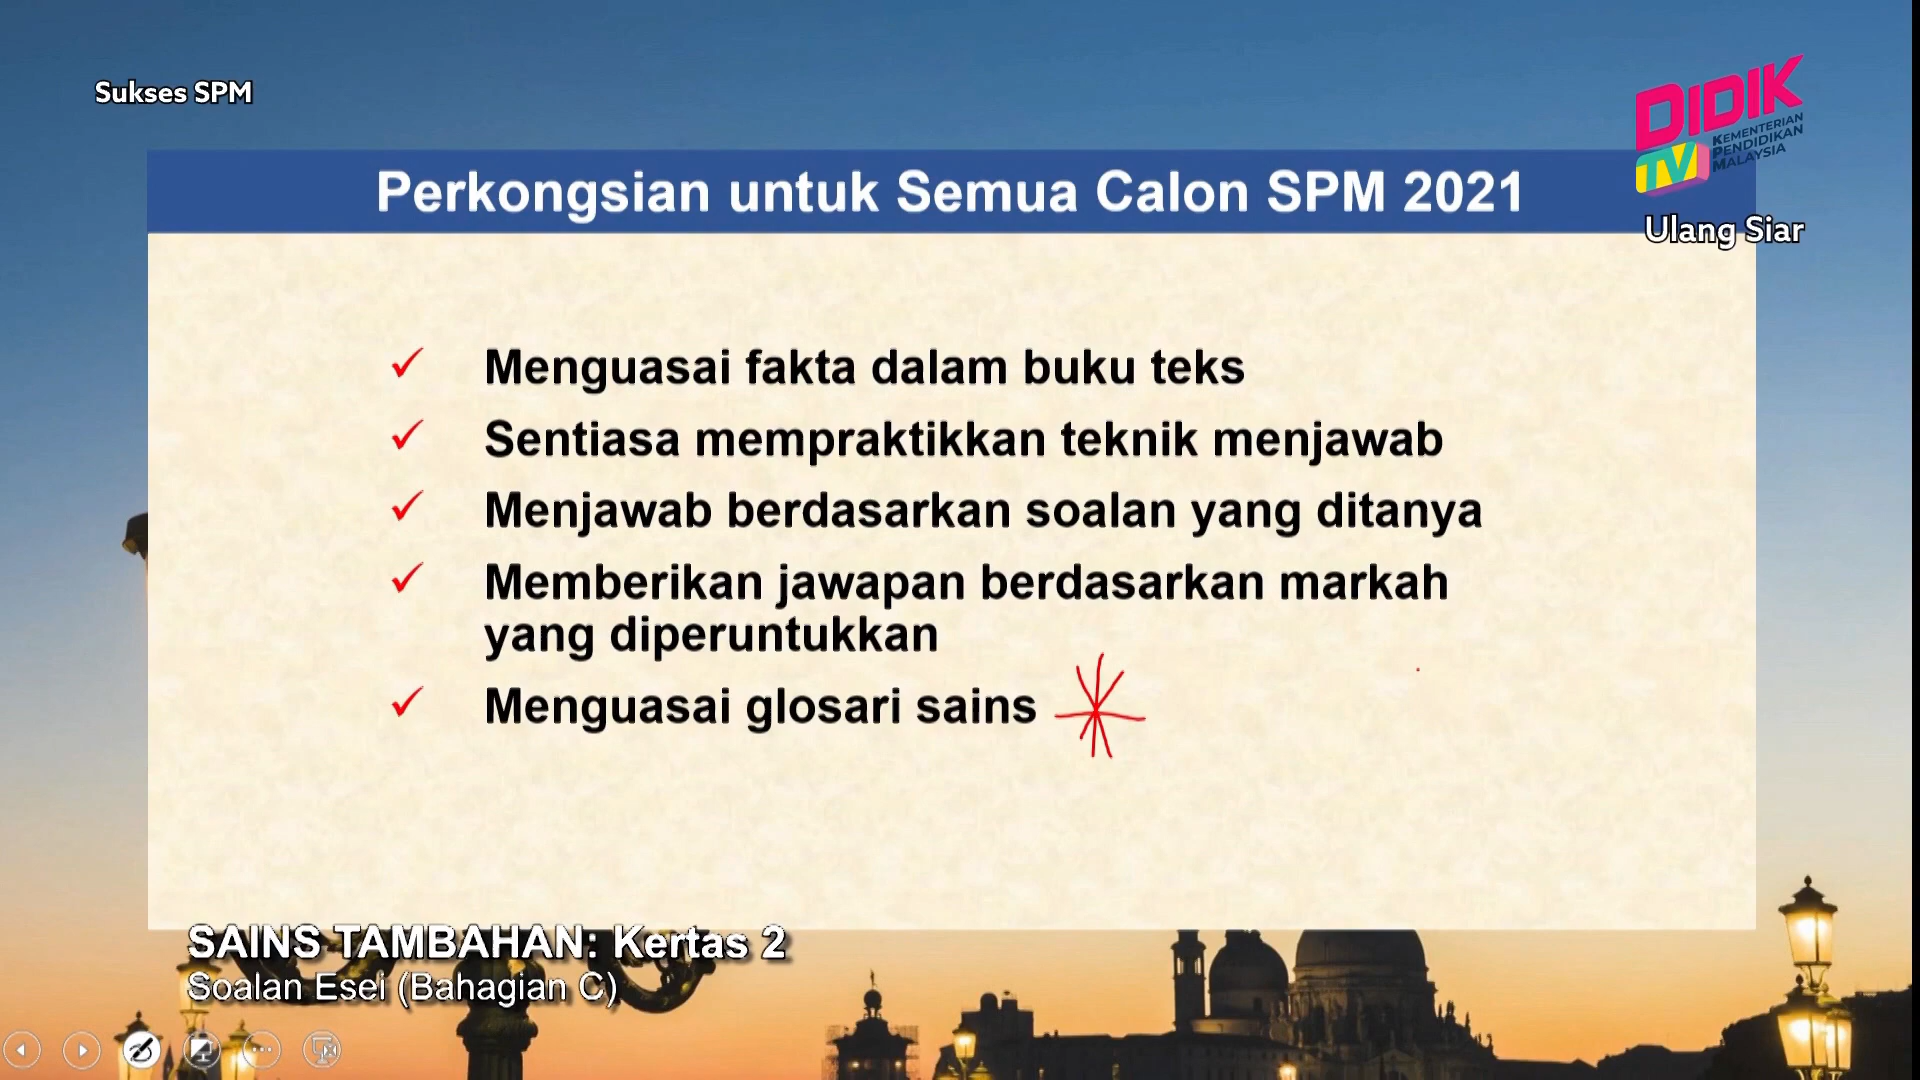 Sukses SPM
DIDIK
TV
KEMENTERIAN
PENDIDIKAN
MALAYSIA
Perkongsian untuk Semua Calon SPM 2021
Ulang Siar
Menguasai fakta dalam buku teks
Sentiasa mempraktikkan teknik menjawab
Menjawab berdasarkan soalan yang ditanya
Memberikan jawapan berdasarkan markah
yang diperuntukkan
Menguasai glosari sains
SAINS TAMBAHAN: Kertas 2
Soalan Esei (Bahagian C)